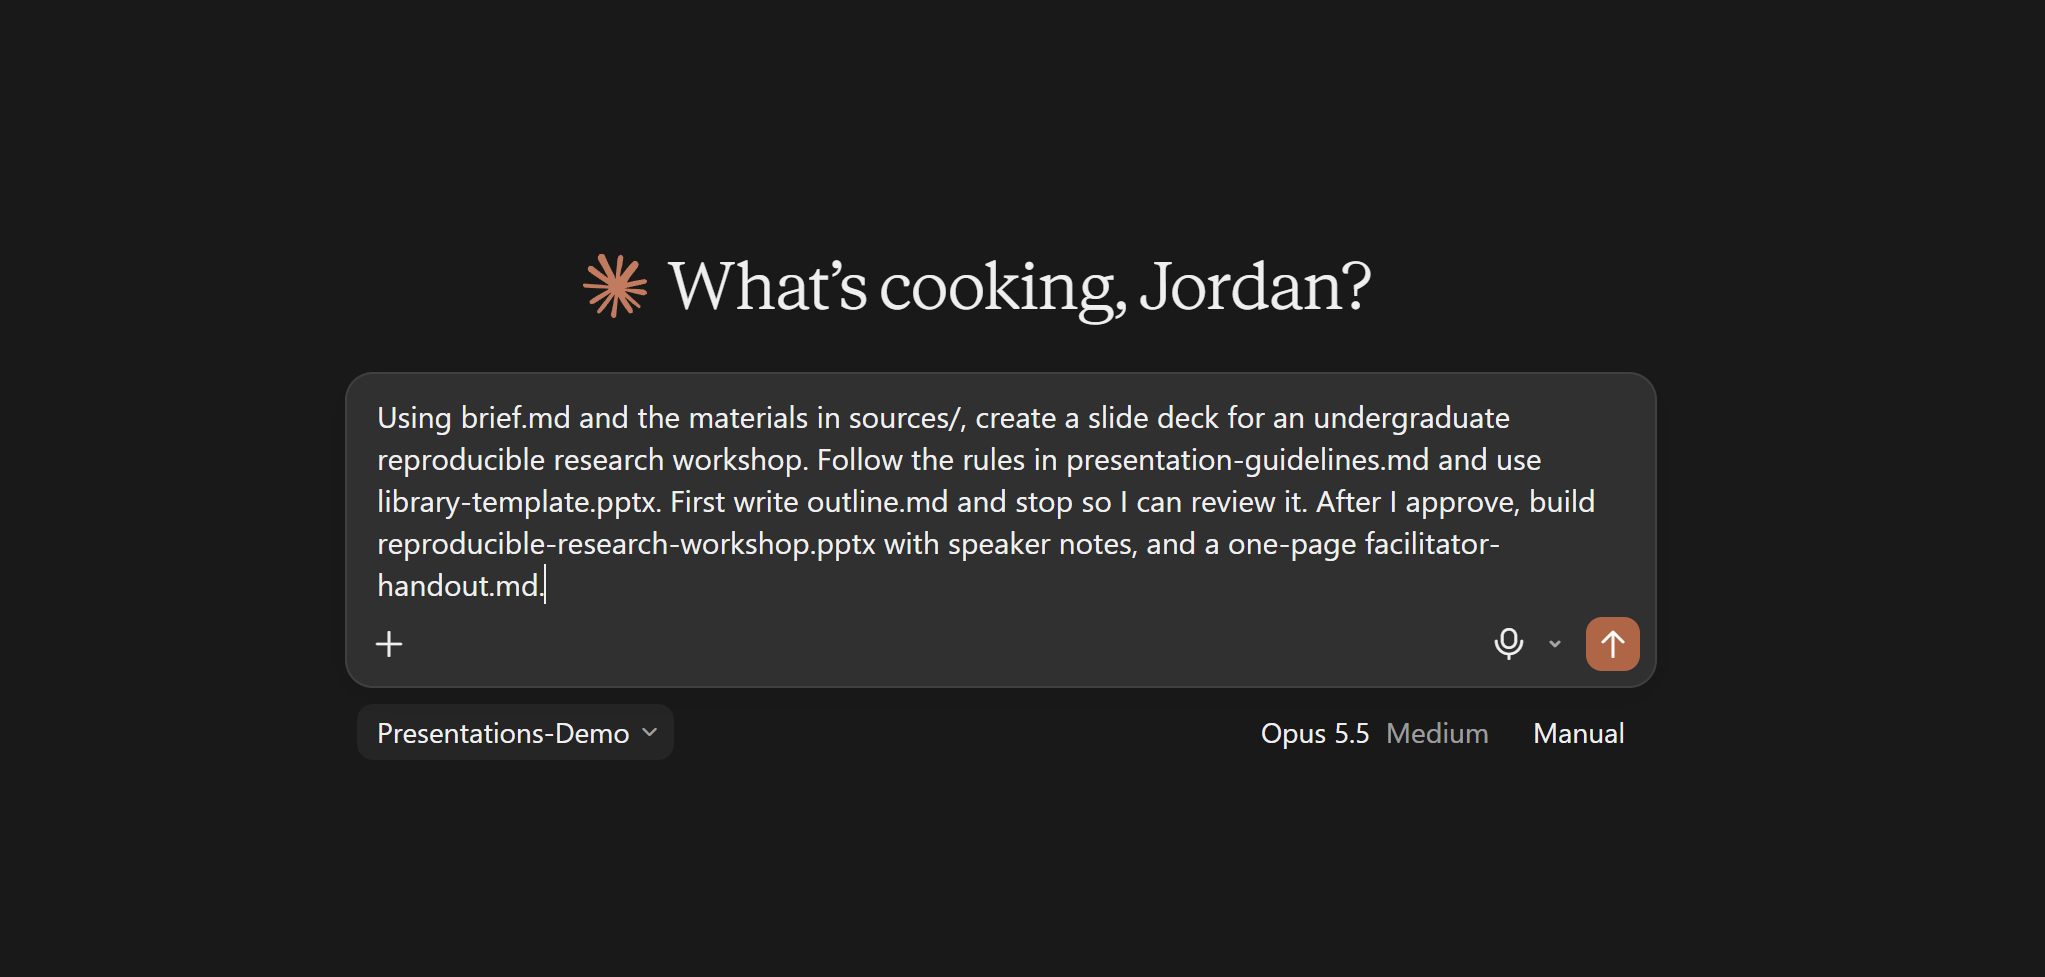 What’s cooking, Jordan?
Using brief.md and the materials in sources/, create a slide deck for an undergraduate
reproducible research workshop. Follow the rules in presentation-guidelines.md and use
library-template.pptx. First write outline.md and stop so I can review it. After I approve, build
reproducible-research-workshop.pptx with speaker notes, and a one-page facilitator-
handout.md.
Presentations-Demo
Opus 5.5 Medium Manual